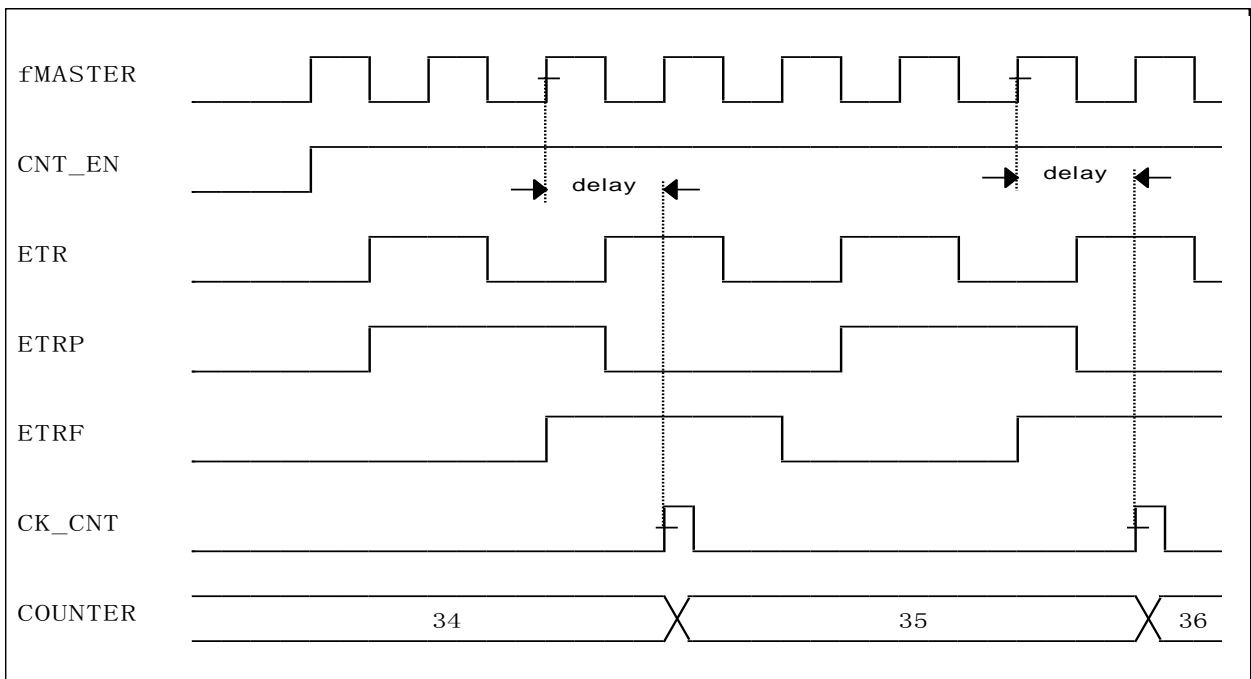 fMASTER
CNT_EN
delay
delay
ETR
ETRP
ETRF
CK_CNT
COUNTER
34
35
36